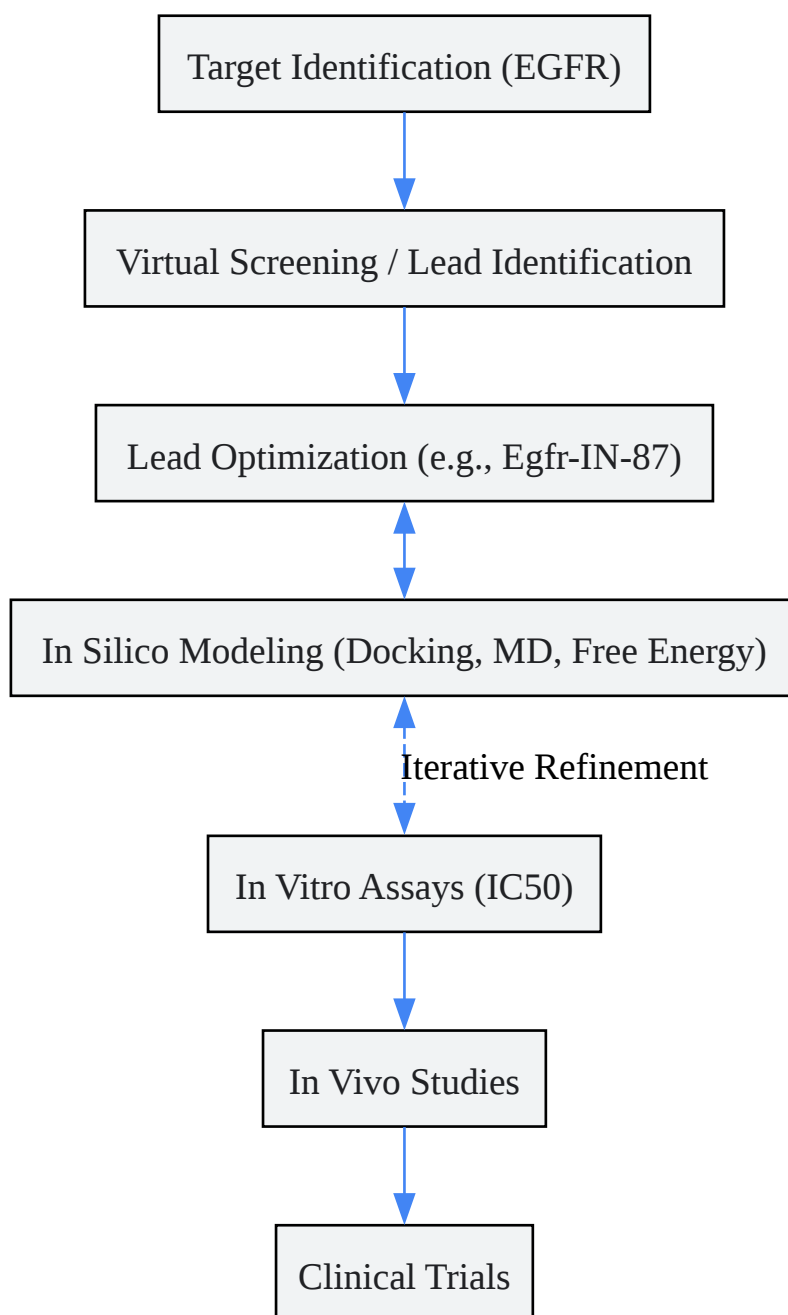 Target Identification (EGFR)
Virtual Screening / Lead Identification
Lead Optimization (e.g., Egfr-IN-87)
In Silico Modeling (Docking, MD, Free Energy)
Iterative Refinement
In Vitro Assays (IC50)
In Vivo Studies
Clinical Trials